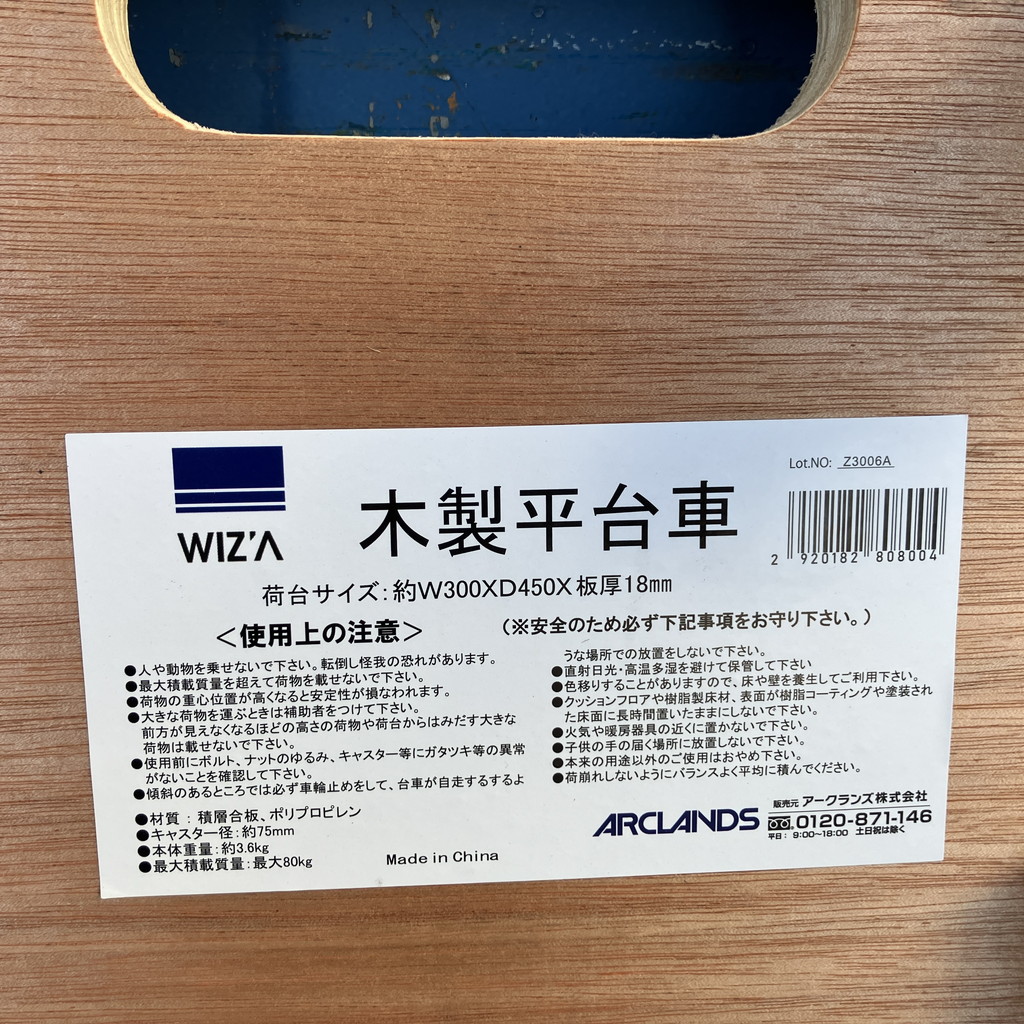 WIZ'A
木製平台車
Lot.NO: Z3006A
2 920182 808004
荷台サイズ:約W300XD450X板厚18mm
<使用上の注意>
(※安全のため必ず下記事項をお守り下さい。)
●人や動物を乗せないで下さい。転倒し怪我の恐れがあります。
●最大積載質量を超えて荷物を載せないで下さい。
●荷物の重心位置が高くなると安定性が損なわれます。
●大きな荷物を運ぶときは補助者をつけて下さい。
前方が見えなくなるほどの高さの荷物や荷台からはみだす大きな
荷物は載せないで下さい。
●使用前にボルト、ナットのゆるみ、キャスター等にガタツキ等の異常
がないことを確認して下さい。
●傾斜のあるところでは必ず車輪止めをして、台車が自走するするよ
うな場所での放置をしないで下さい。
●直射日光・高温多湿を避けて保管して下さい
●色移りすることがありますので、床や壁を養生してご利用下さい。
●クッションフロアや樹脂製床材、表面が樹脂コーティングや塗装され
た床面に長時間置いたままにしないで下さい。
●火気や暖房器具の近くに置かないで下さい。
●子供の手の届く場所に放置しないで下さい。
●本来の用途以外のご使用はおやめ下さい。
●荷崩れしないようにバランスよく平均に積んでください。
●材質:積層合板、ポリプロピレン
●キャスター径:約75mm
●本体重量:約3.6kg
●最大積載質量:最大80kg
Made in China
ARCLANDS
販売元 アークランズ株式会社
0120-871-146
平日: 9:00~18:00 土日祝は除く